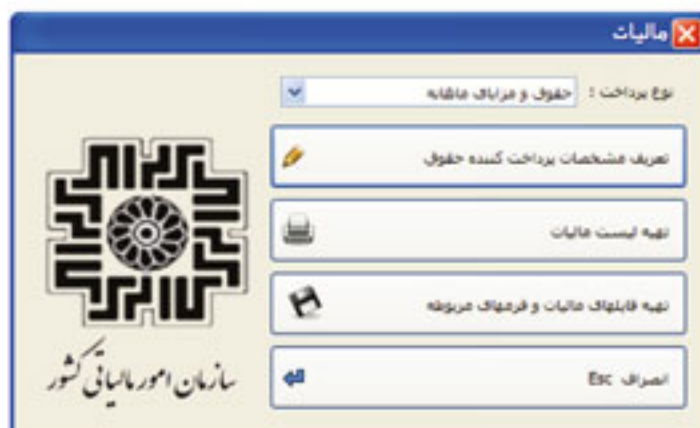 مالیات
نوع پرداخت : حقوق و مزایای ماهانه
تعریف مشخصات پرداخت کننده حقوق
تهیه لیست مالیات
تهیه فایلهای مالیات و فرمهای مربوطه
انصراف Esc
سازمان امور مالیاتی کشور